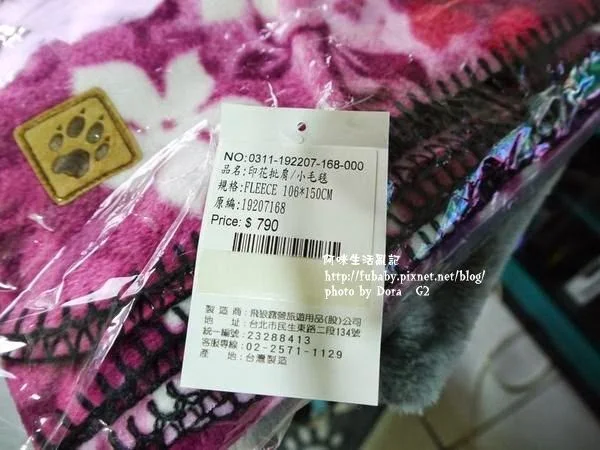 NO:0311-192207-168-000
品名:印花批肩/小毛毯
規格:FLEECE 106*150CM
原編:19207168
Price: $ 790
阿味生活亂記
http://fubaby.pixnet.net/blog/
photo by Dora G2
製造商:飛狼露營旅遊用品(股)公司
地址:台北市民生東路二段134號
統一編號:23288413
客服專線:02-2571-1129
產地:台灣製造